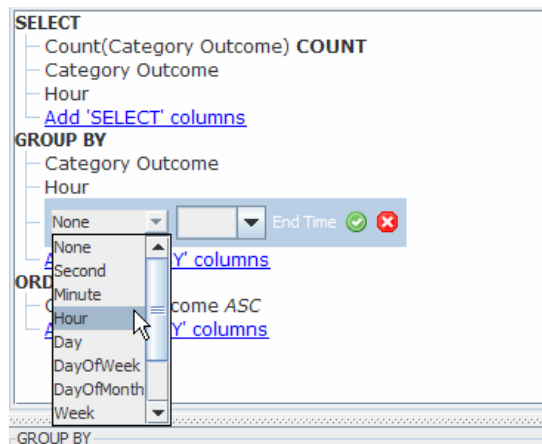 SELECT
Count(Category Outcome) COUNT
Category Outcome
Hour
Add 'SELECT' columns
GROUP BY
Category Outcome
Hour
None End Time
None
Y' columns
Second
ORD
Minute
come ASC
Hour
Y' columns
Day
DayOfWeek
DayOfMonth
Week
GROUP BY